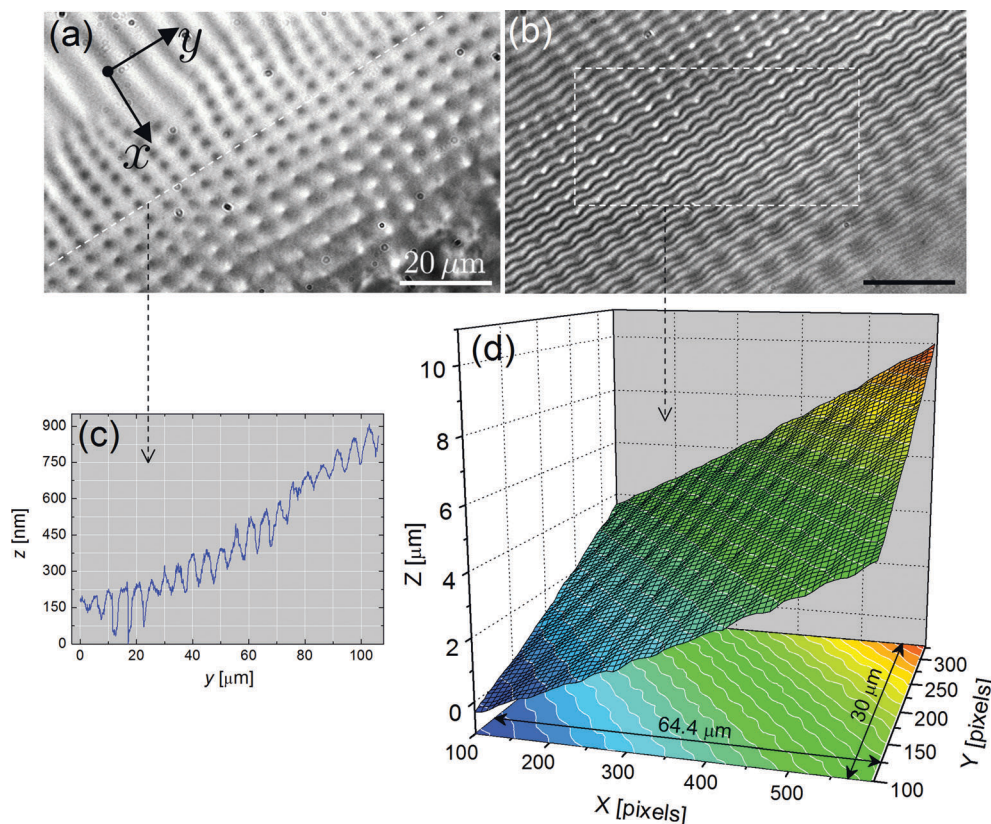 (a)
y
x
20 μm
(b)
(c)
900
750
600
450
300
150
0
z [nm]
0 20 40 60 80 100
y [μm]
(d)
10
8
6
4
2
0
Z [μm]
64.4 μm
30 μm
100 200 300 400 500
X [pixels]
300
250
200
150
100
Y [pixels]